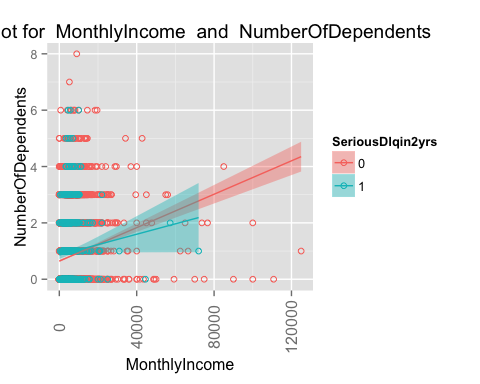 ot for MonthlyIncome and NumberOfDependents
8
6
4
2
0
NumberOfDependents
0
40000
80000
120000
MonthlyIncome
SeriousDlqin2yrs
0
1